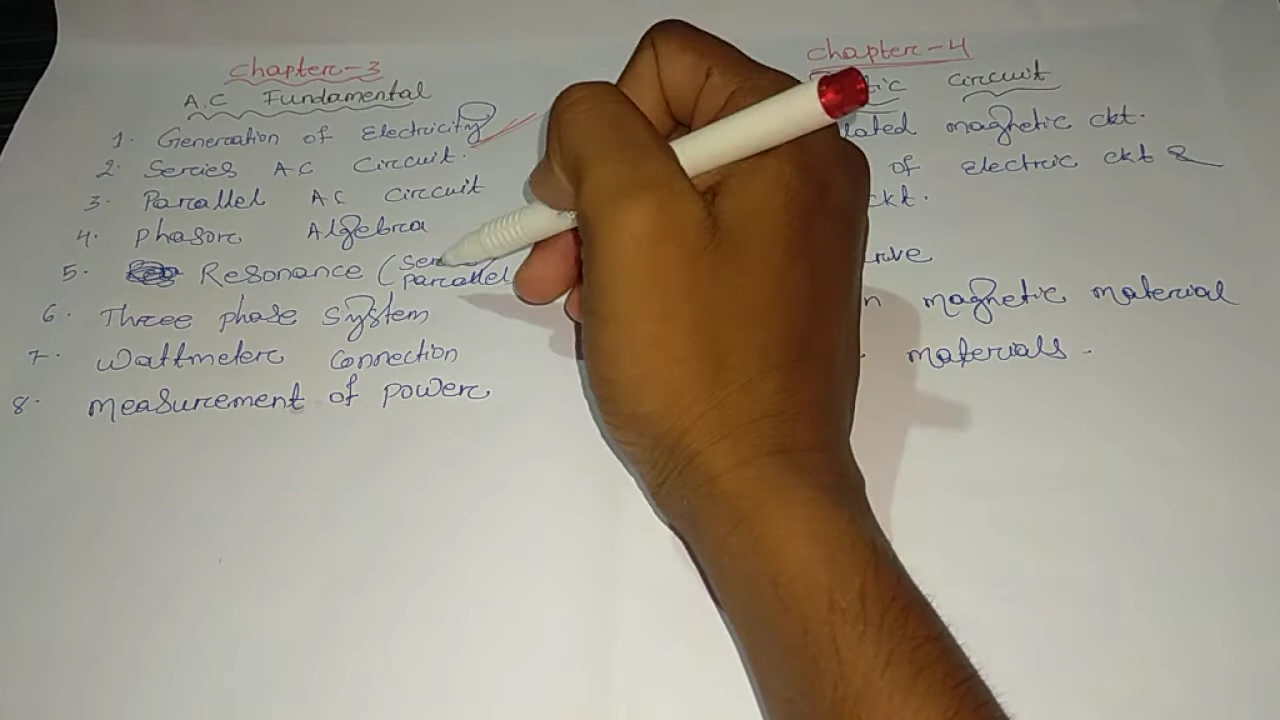 Chapter-3
A.C Fundamental
1. Generation of Electricity
2. Series A.C Circuit.
3. Parallel AC Circuit
4. Phasor Algebra
5. Resonance (
parallel
6. Three phase System
7. Wattmeter Connection
8. measurement of power
chapter-4
circuit
magnetic ckt.
of electric ckt &
ckt.
magnetic material
materials.